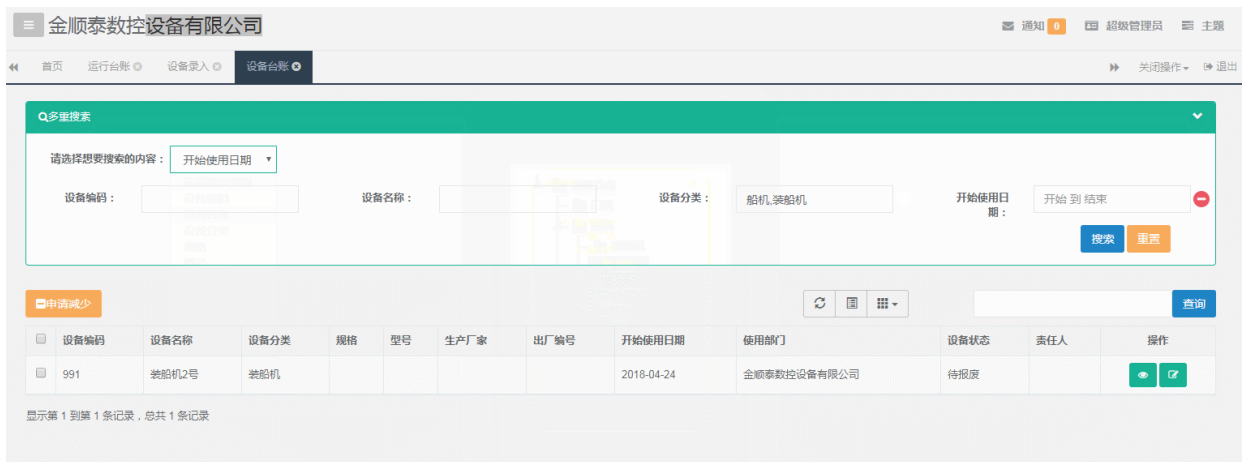 金顺泰数控设备有限公司 通知 0 超级管理员 主题
首页 运行台账 设备录入 设备台账 关闭操作 退出
多重搜索
请选择想要搜索的内容： 开始使用日期
设备编码： 设备名称： 设备分类： 船机,装船机 开始使用日期： 开始 到 结束
搜索 重置
申请减少 查询
设备编码 设备名称 设备分类 规格 型号 生产厂家 出厂编号 开始使用日期 使用部门 设备状态 责任人 操作
991 装船机2号 装船机 2018-04-24 金顺泰数控设备有限公司 待报废
显示第 1 到第 1 条记录，总共 1 条记录